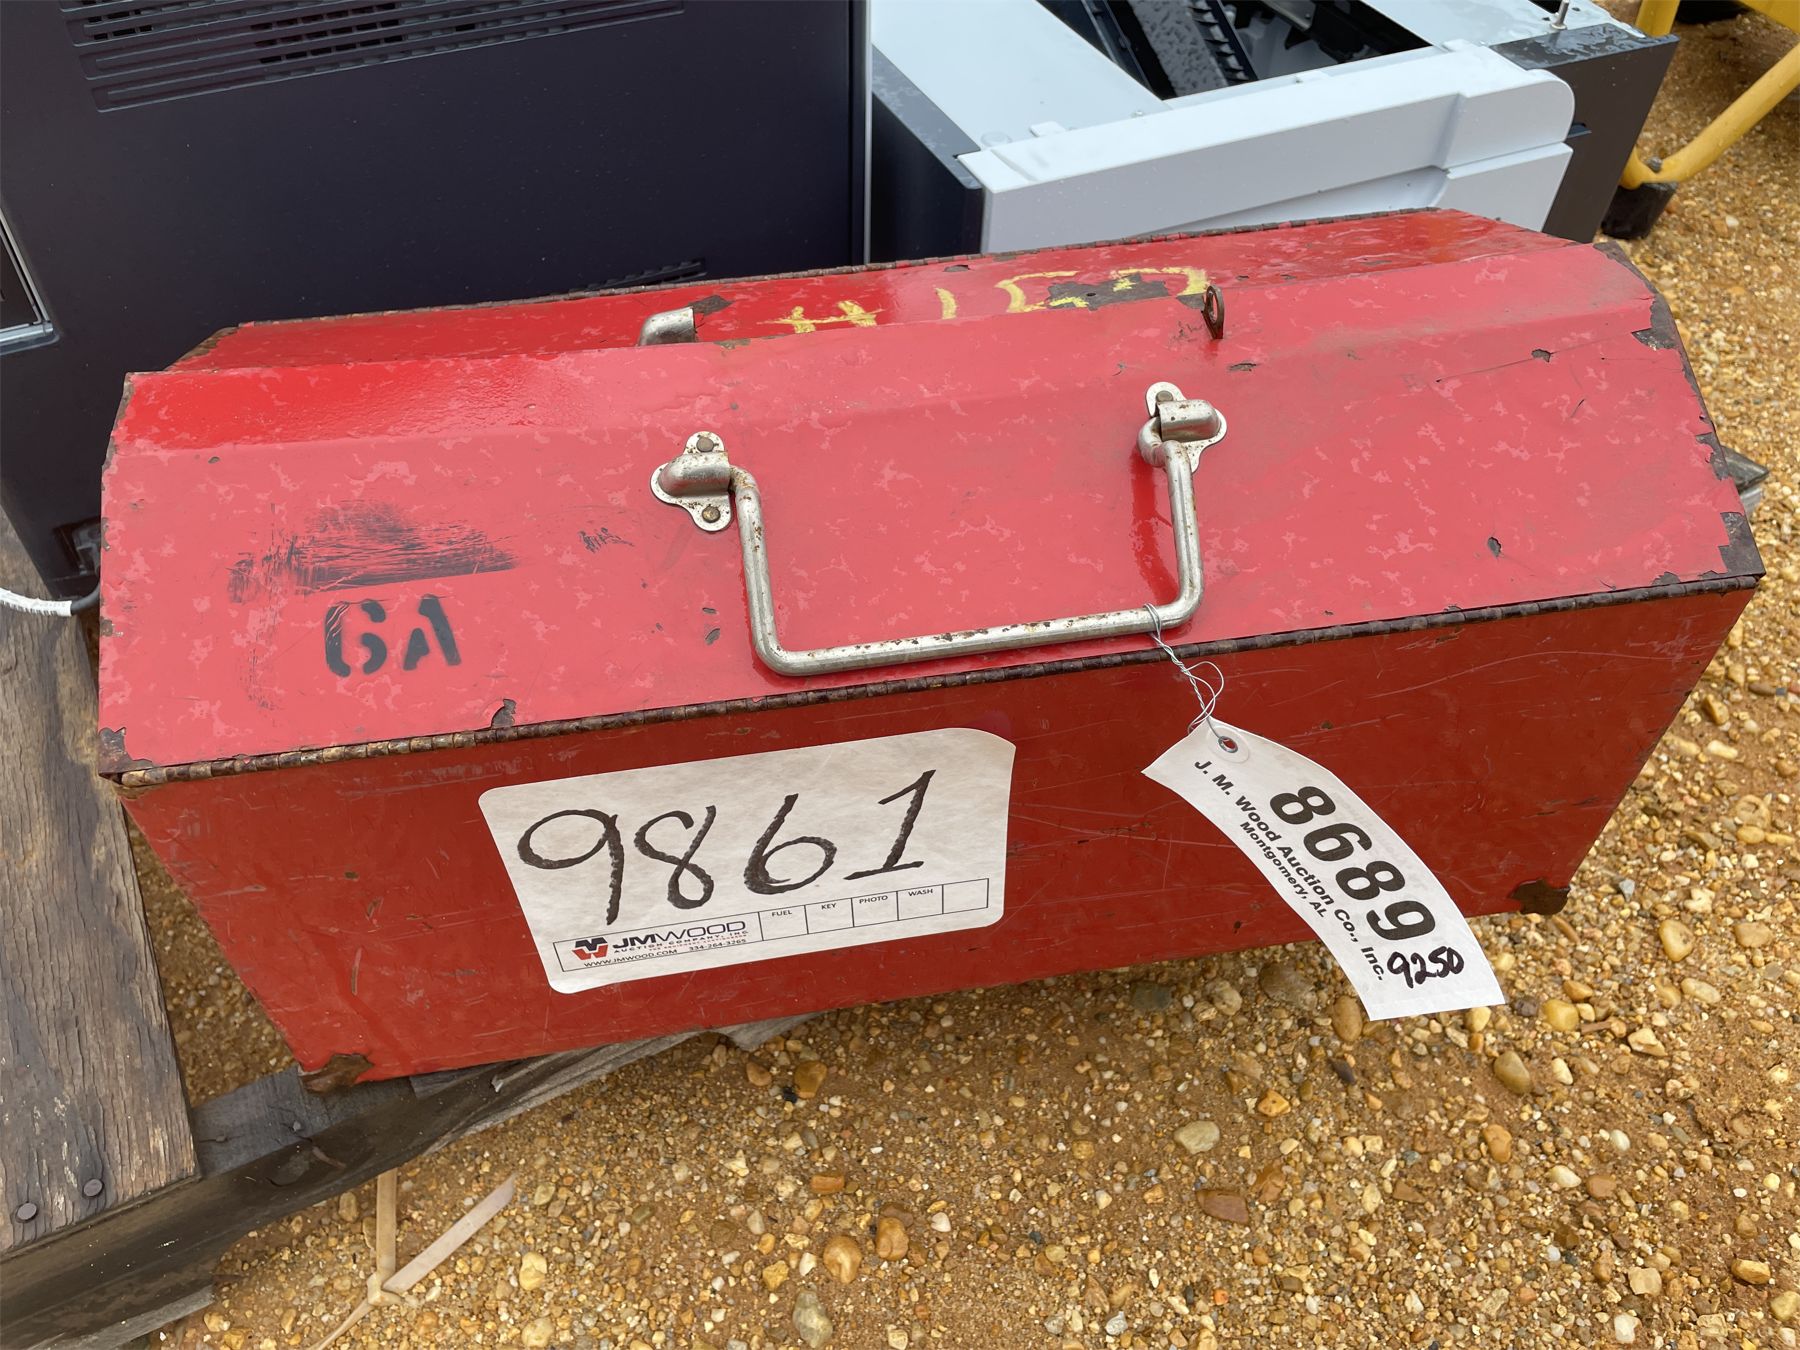 6A
9861
FUEL KEY PHOTO WASH
JMWOOD
AUCTION COMPANY, INC
WWW.JMWOOD.COM 334-264-3265
8689
J. M. Wood Auction Co., Inc.
Montgomery, AL
9250